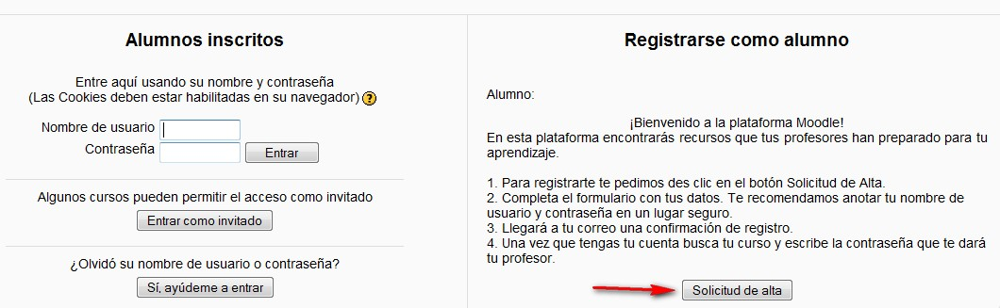 Alumnos inscritos
Entre aquí usando su nombre y contraseña
(Las Cookies deben estar habilitadas en su navegador) ?
Nombre de usuario
Contraseña Entrar
Algunos cursos pueden permitir el acceso como invitado
Entrar como invitado
¿Olvidó su nombre de usuario o contraseña?
Sí, ayúdeme a entrar
Registrarse como alumno
Alumno:
¡Bienvenido a la plataforma Moodle!
En esta plataforma encontrarás recursos que tus profesores han preparado para tu
aprendizaje.
1. Para registrarte te pedimos des clic en el botón Solicitud de Alta.
2. Completa el formulario con tus datos. Te recomendamos anotar tu nombre de
usuario y contraseña en un lugar seguro.
3. Llegará a tu correo una confirmación de registro.
4. Una vez que tengas tu cuenta busca tu curso y escribe la contraseña que te dará
tu profesor.
Solicitud de alta